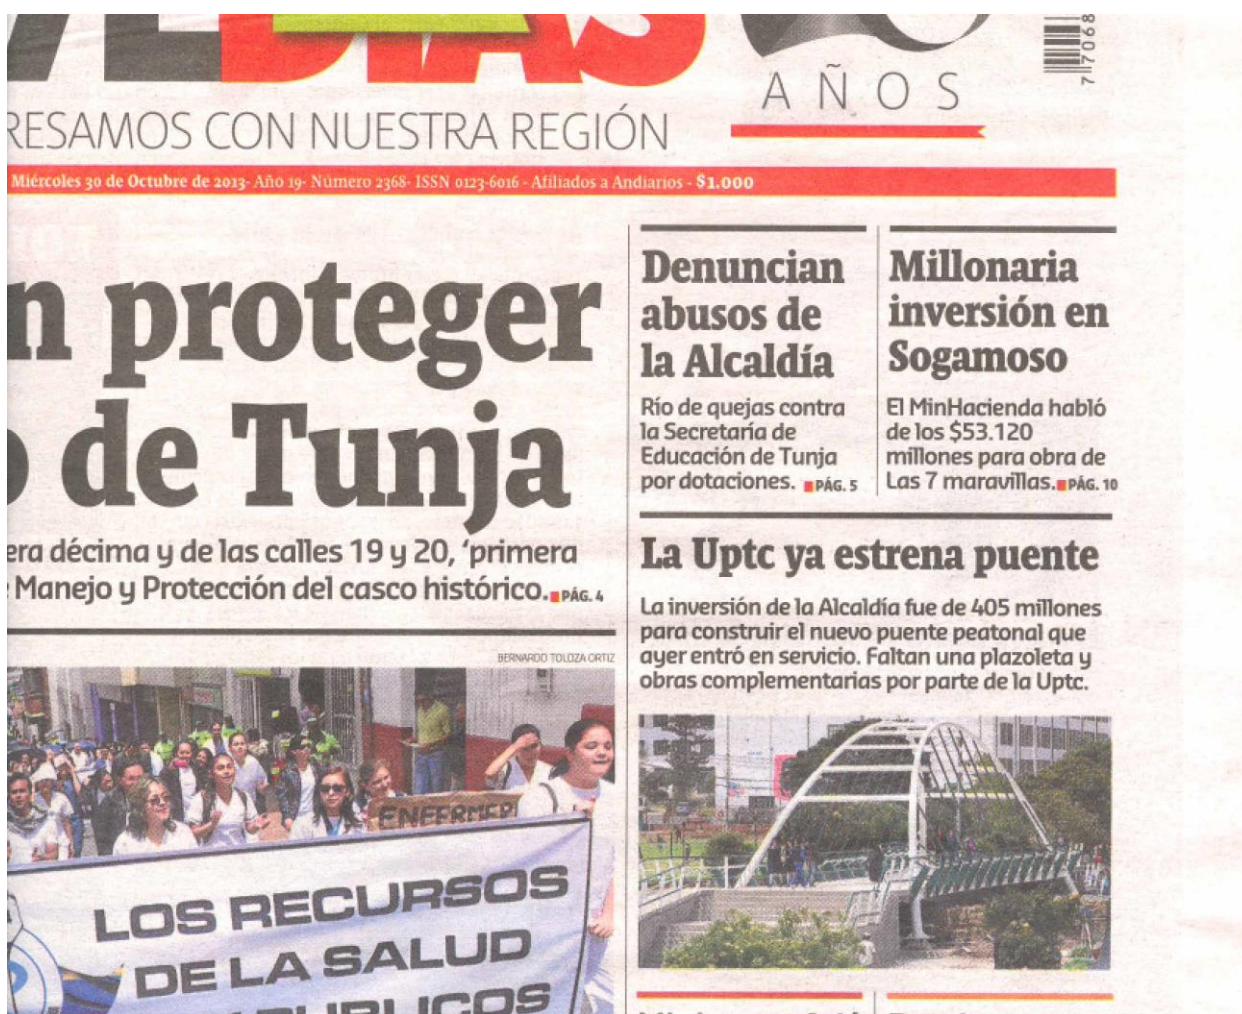 DÍAS
AÑOS
NUESTRA REGIÓN
CON
Miércoles 30 de Octubre de 2013- Año 19- Número 2368- ISSN 0123-6016 - Afiliados a Andiarios - $1.000
proteger
de Tunja
décima y de las calles 19 y 20, ‘primera
Manejo y Protección del casco histórico. PÁG. 4
BERNARDO TOLOZA ORTIZ
LOS RECURSOS
DE LA SALUD
Denuncian
abusos de
la Alcaldía
Río de quejas contra
la Secretaría de
Educación de Tunja
por dotaciones. PÁG. 5
Millonaria
inversión en
Sogamoso
El MinHacienda habló
de los $53.120
millones para obra de
Las 7 maravillas. PÁG. 10
La Uptc ya estrena puente
La inversión de la Alcaldía fue de 405 millones
para construir el nuevo puente peatonal que
ayer entró en servicio. Faltan una plazoleta y
obras complementarias por parte de la Uptc.